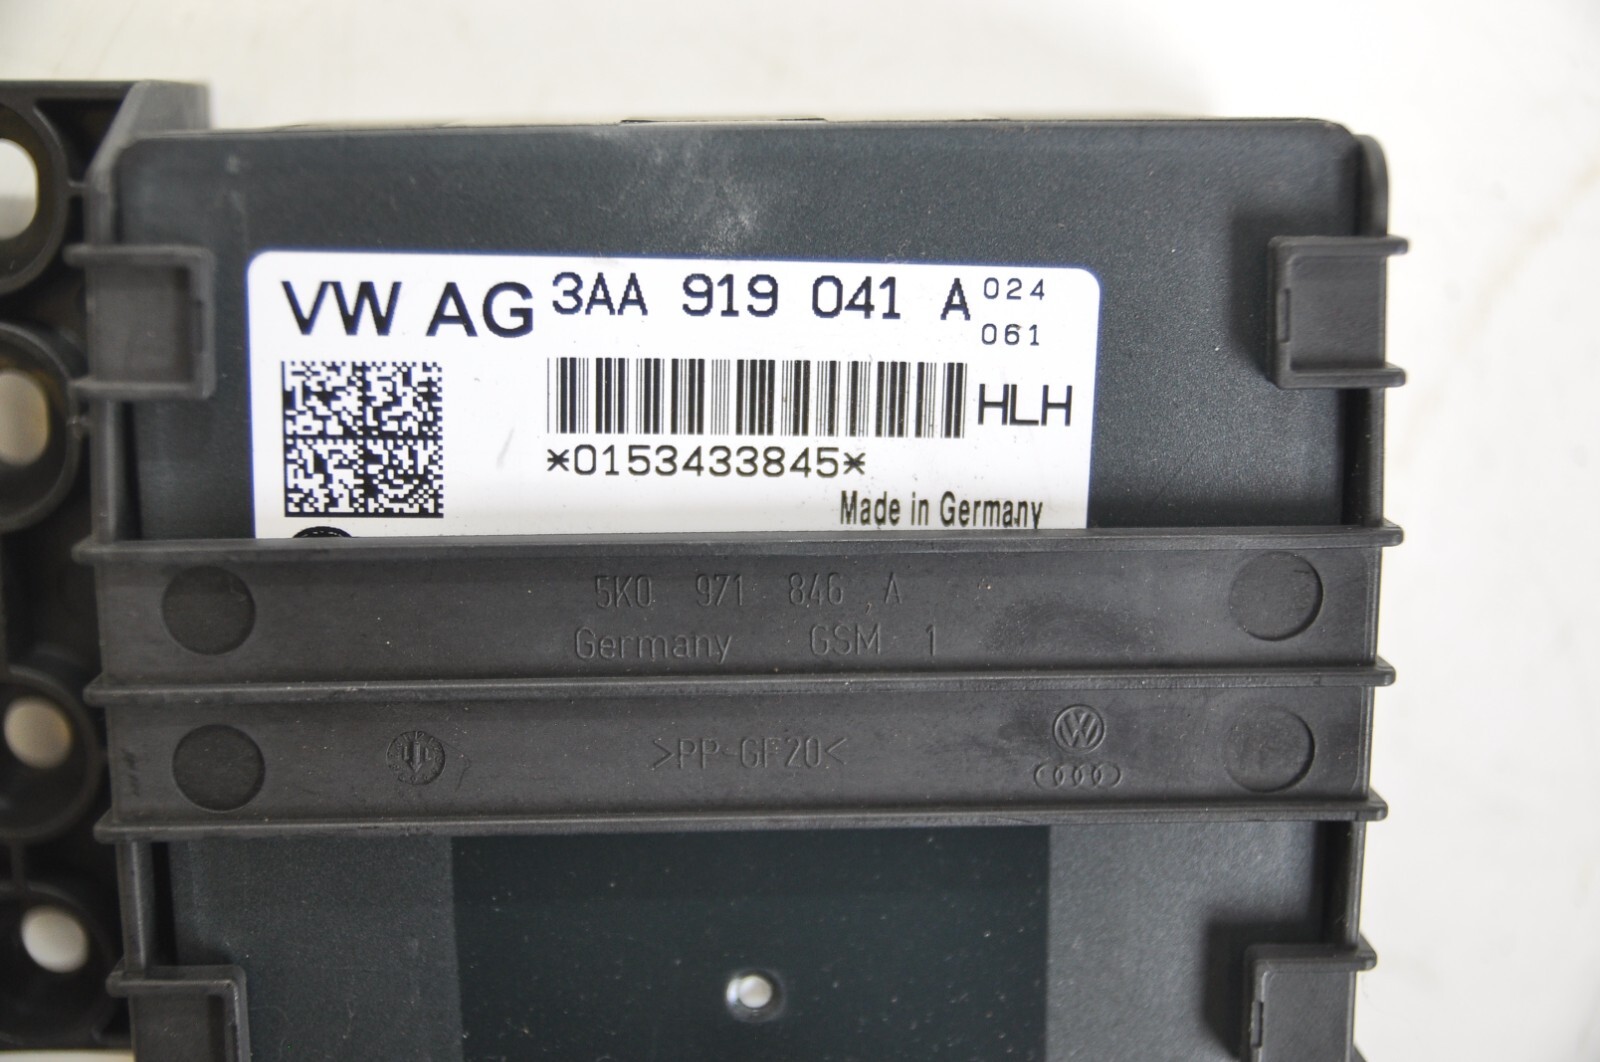 VW AG 3AA 919 041 A 024
061
HLH
*0153433845*
Made in Germany
5K0 971 846 A
Germany GSM 1
>PP-GF20<